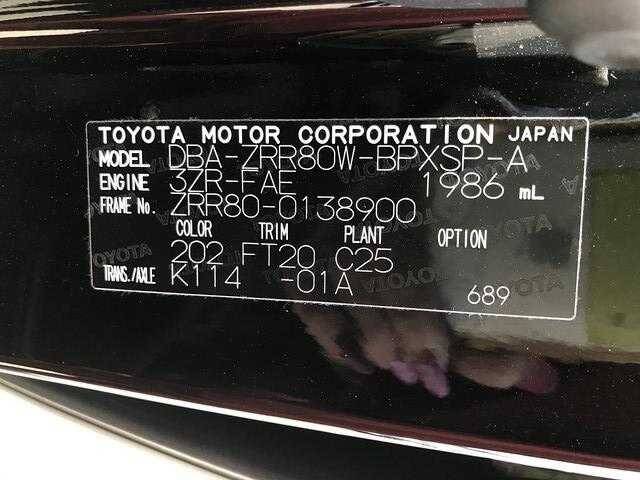 TOYOTA MOTOR CORPORATION JAPAN
MODEL DBA-ZRR80W-BPXSP-A
ENGINE 3ZR-FAE 1986 mL
FRAME No. ZRR80-0138900
COLOR TRIM PLANT OPTION
202 FT20 C25
TRANS./AXLE K114 -01A
689